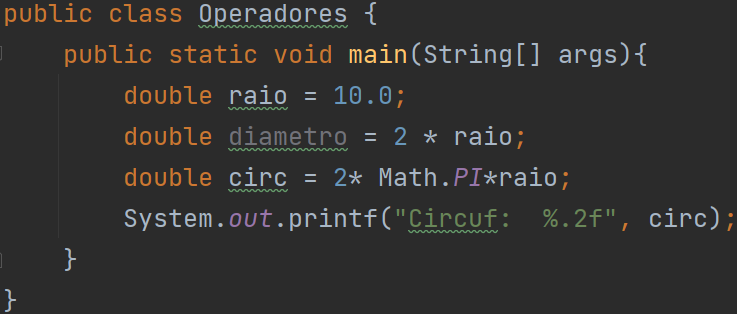 public class Operadores {
    public static void main(String[] args){
        double raio = 10.0;
        double diametro = 2 * raio;
        double circ = 2* Math.PI*raio;
        System.out.printf("Circuf:  %.2f", circ);
    }
}